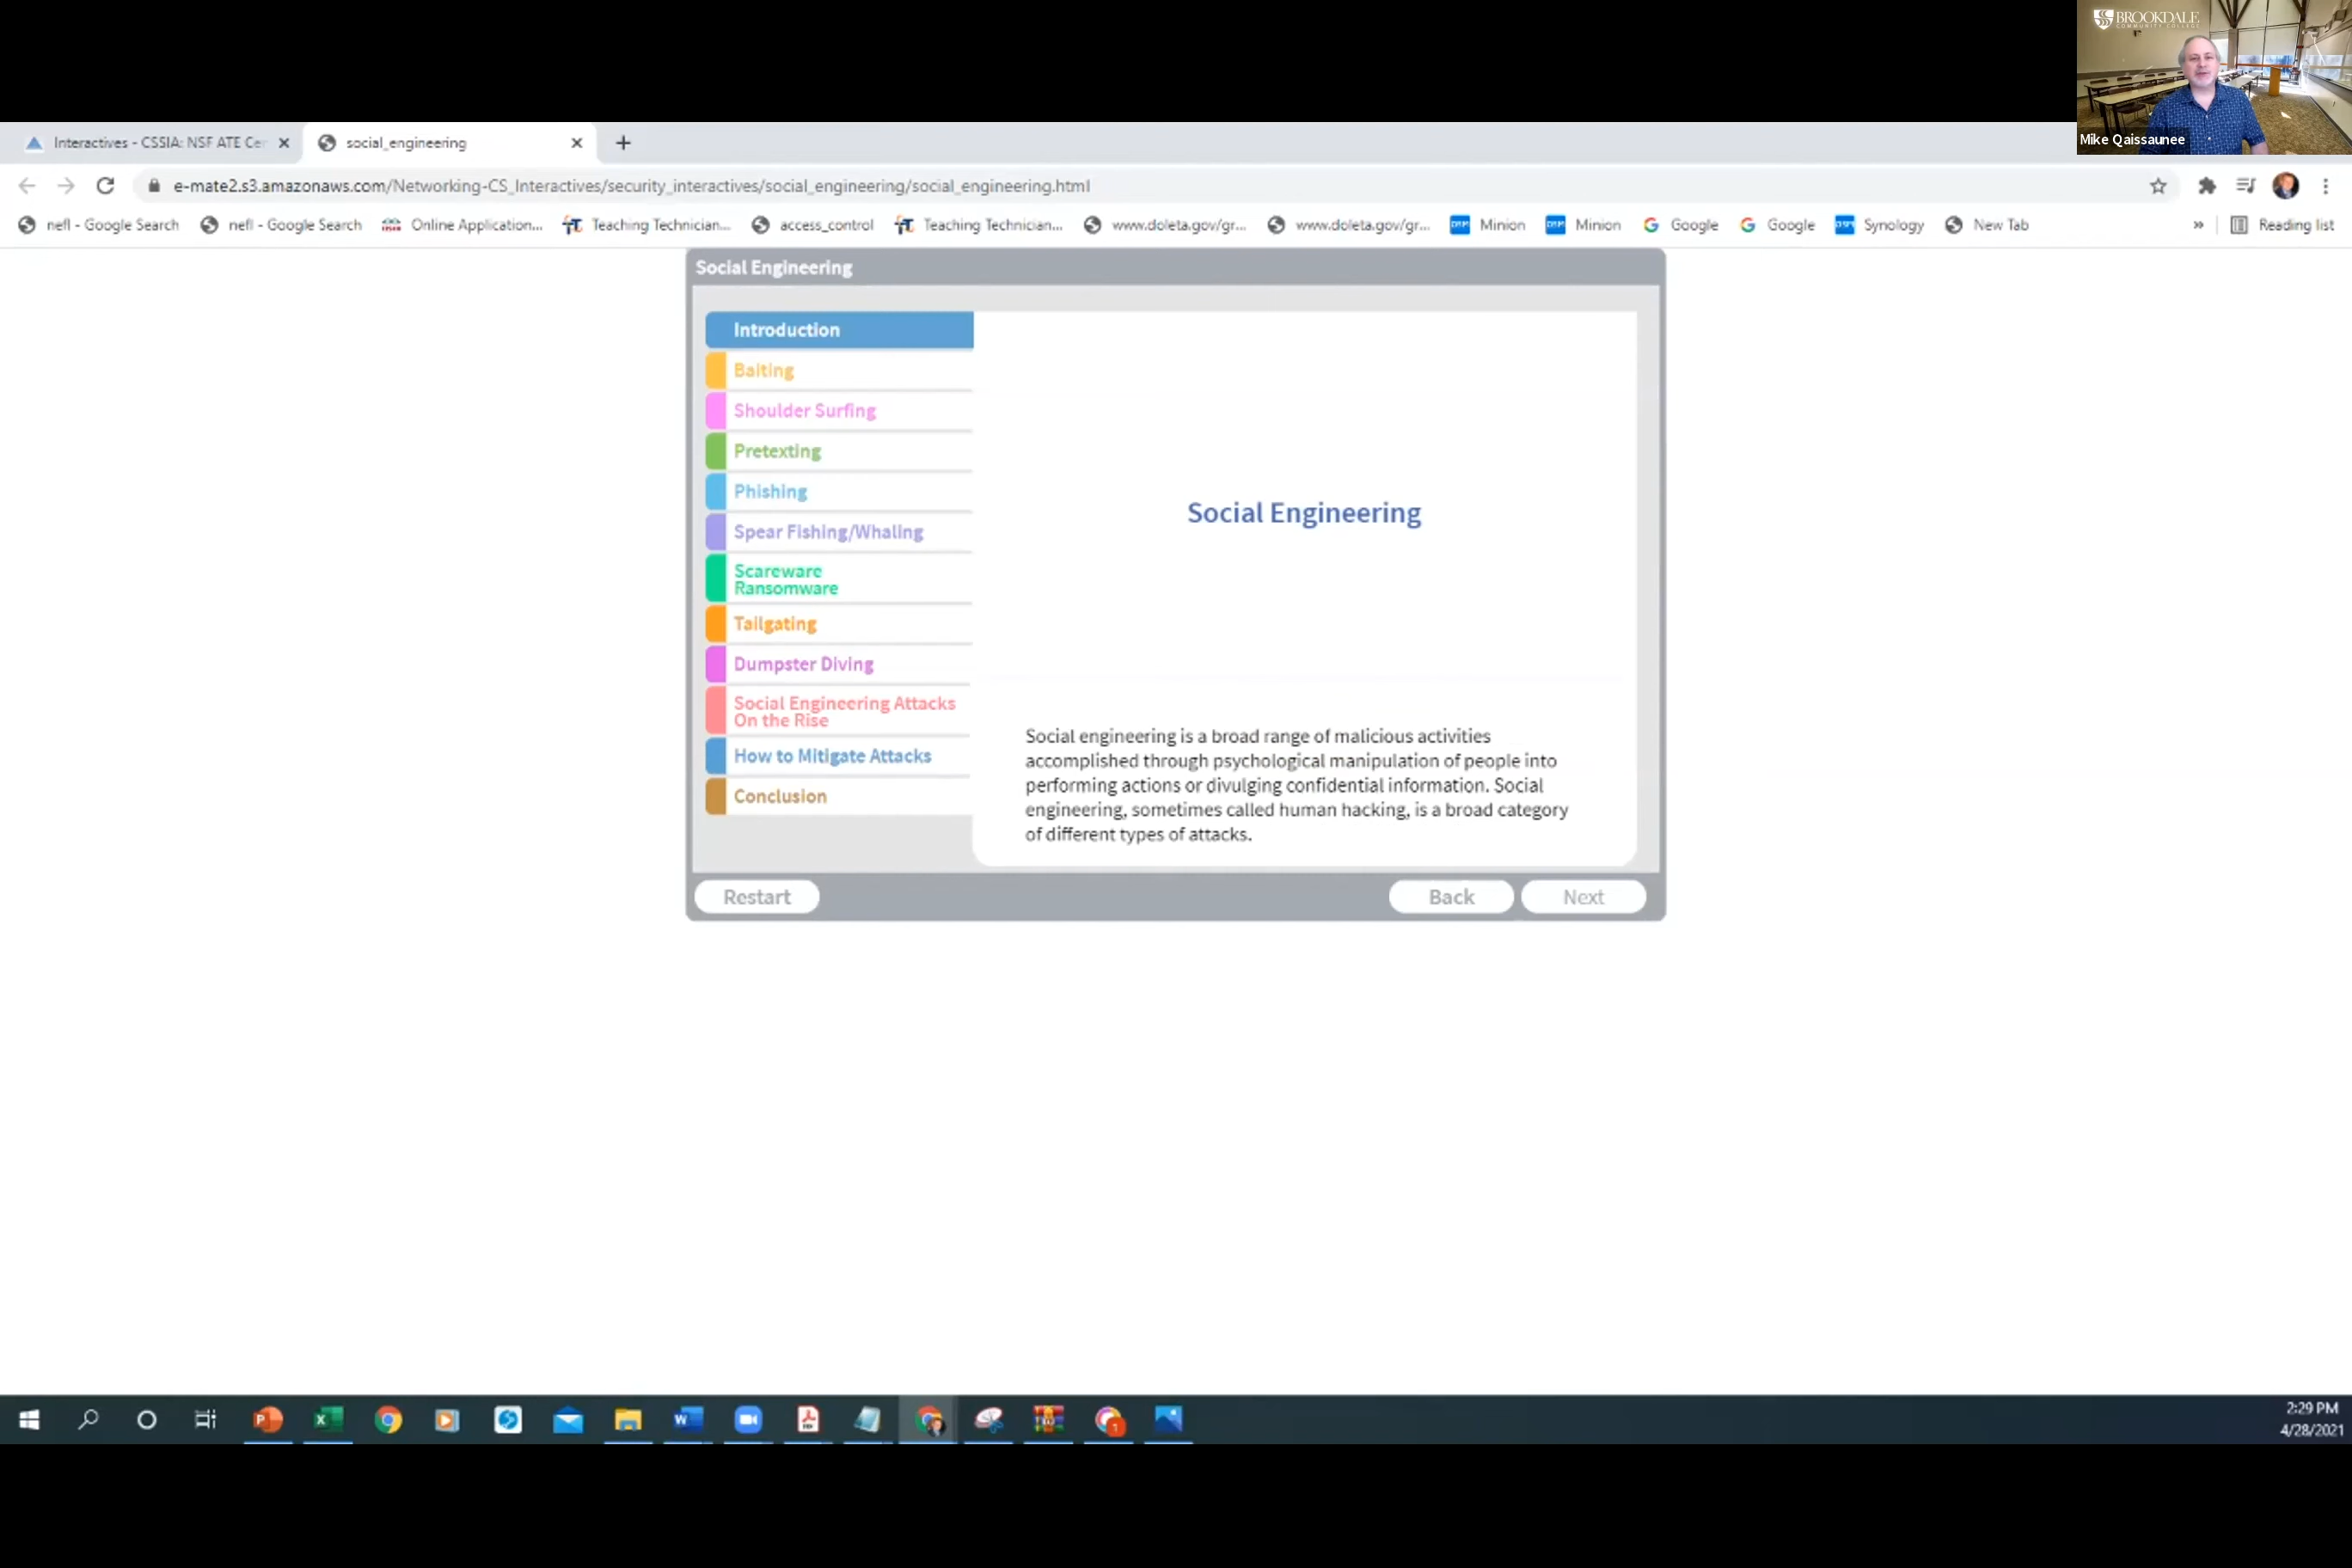 BROOKDALE
COMMUNITY COLLEGE
Mike Qaissaunee
Interactives - CSSIA: NSF ATE Cer
social_engineering
e-mate2.s3.amazonaws.com/Networking-CS_Interactives/security_interactives/social_engineering/social_engineering.html
nefl - Google Search
nefl - Google Search
Online Application...
Teaching Technician...
access_control
Teaching Technician...
www.doleta.gov/gr...
www.doleta.gov/gr...
Minion
Minion
Google
Google
Synology
New Tab
»
Reading list
Social Engineering
Introduction
Baiting
Shoulder Surfing
Pretexting
Phishing
Spear Fishing/Whaling
Scareware
Ransomware
Tailgating
Dumpster Diving
Social Engineering Attacks
On the Rise
How to Mitigate Attacks
Conclusion
Social Engineering
Social engineering is a broad range of malicious activities
accomplished through psychological manipulation of people into
performing actions or divulging confidential information. Social
engineering, sometimes called human hacking, is a broad category
of different types of attacks.
Restart
Back
Next
2:29 PM
4/28/2021